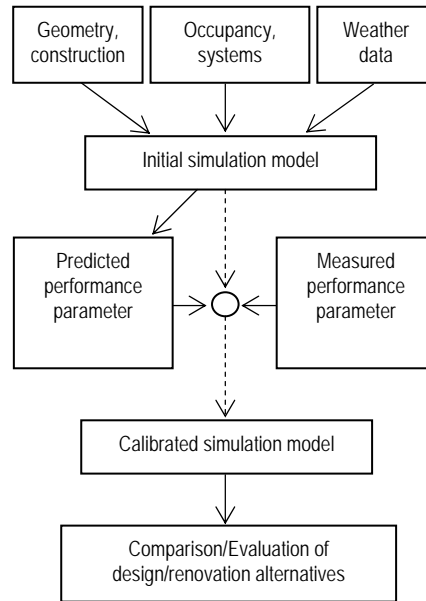 Geometry,
construction
Occupancy,
systems
Weather
data
Initial simulation model
Predicted
performance
parameter
Measured
performance
parameter
Calibrated simulation model
Comparison/Evaluation of
design/renovation alternatives